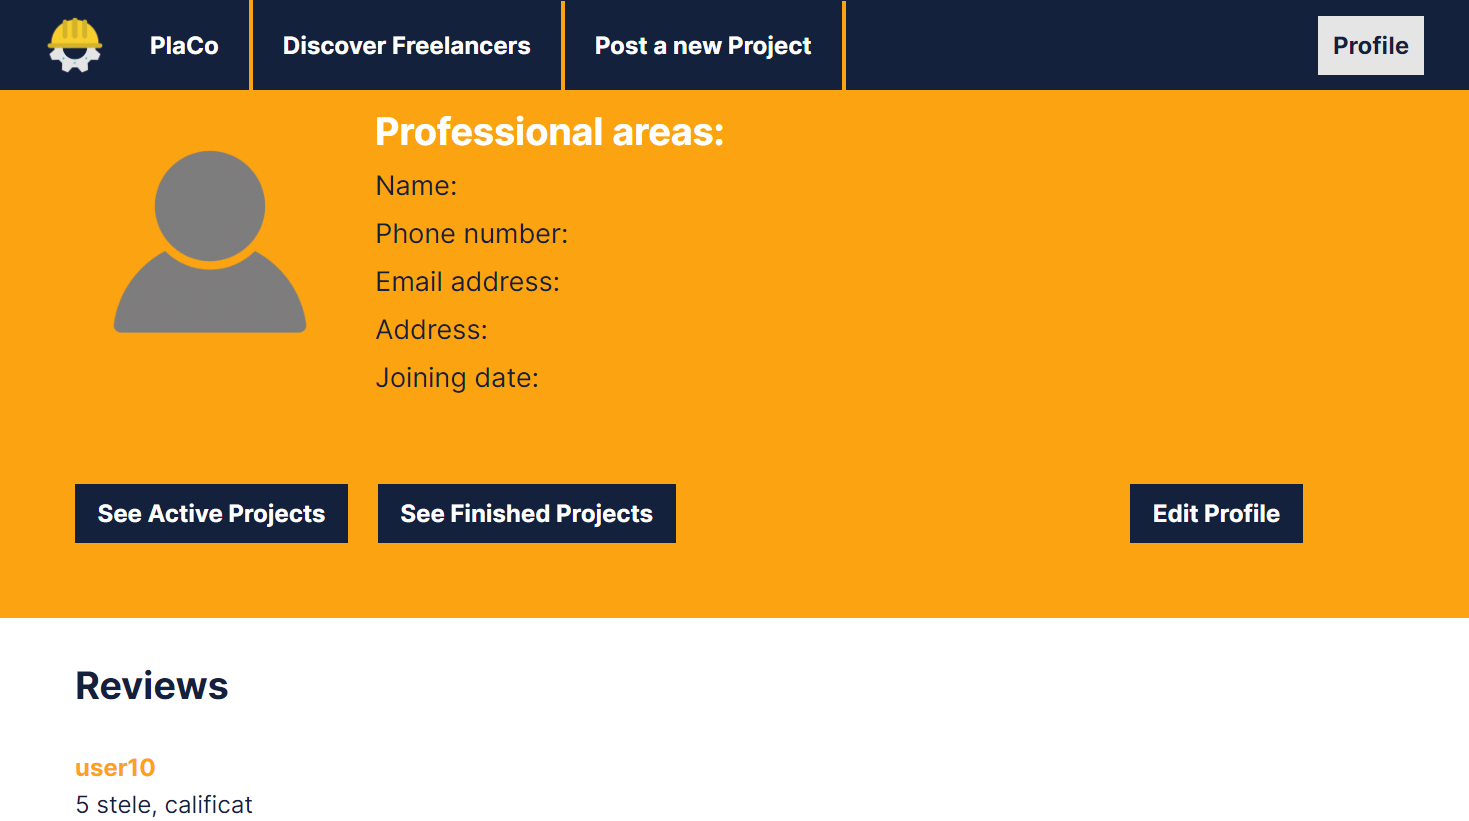 PlaCo
Discover Freelancers
Post a new Project
Profile
Professional areas:
Name:
Phone number:
Email address:
Address:
Joining date:
See Active Projects
See Finished Projects
Edit Profile
Reviews
user10
5 stele, calificat